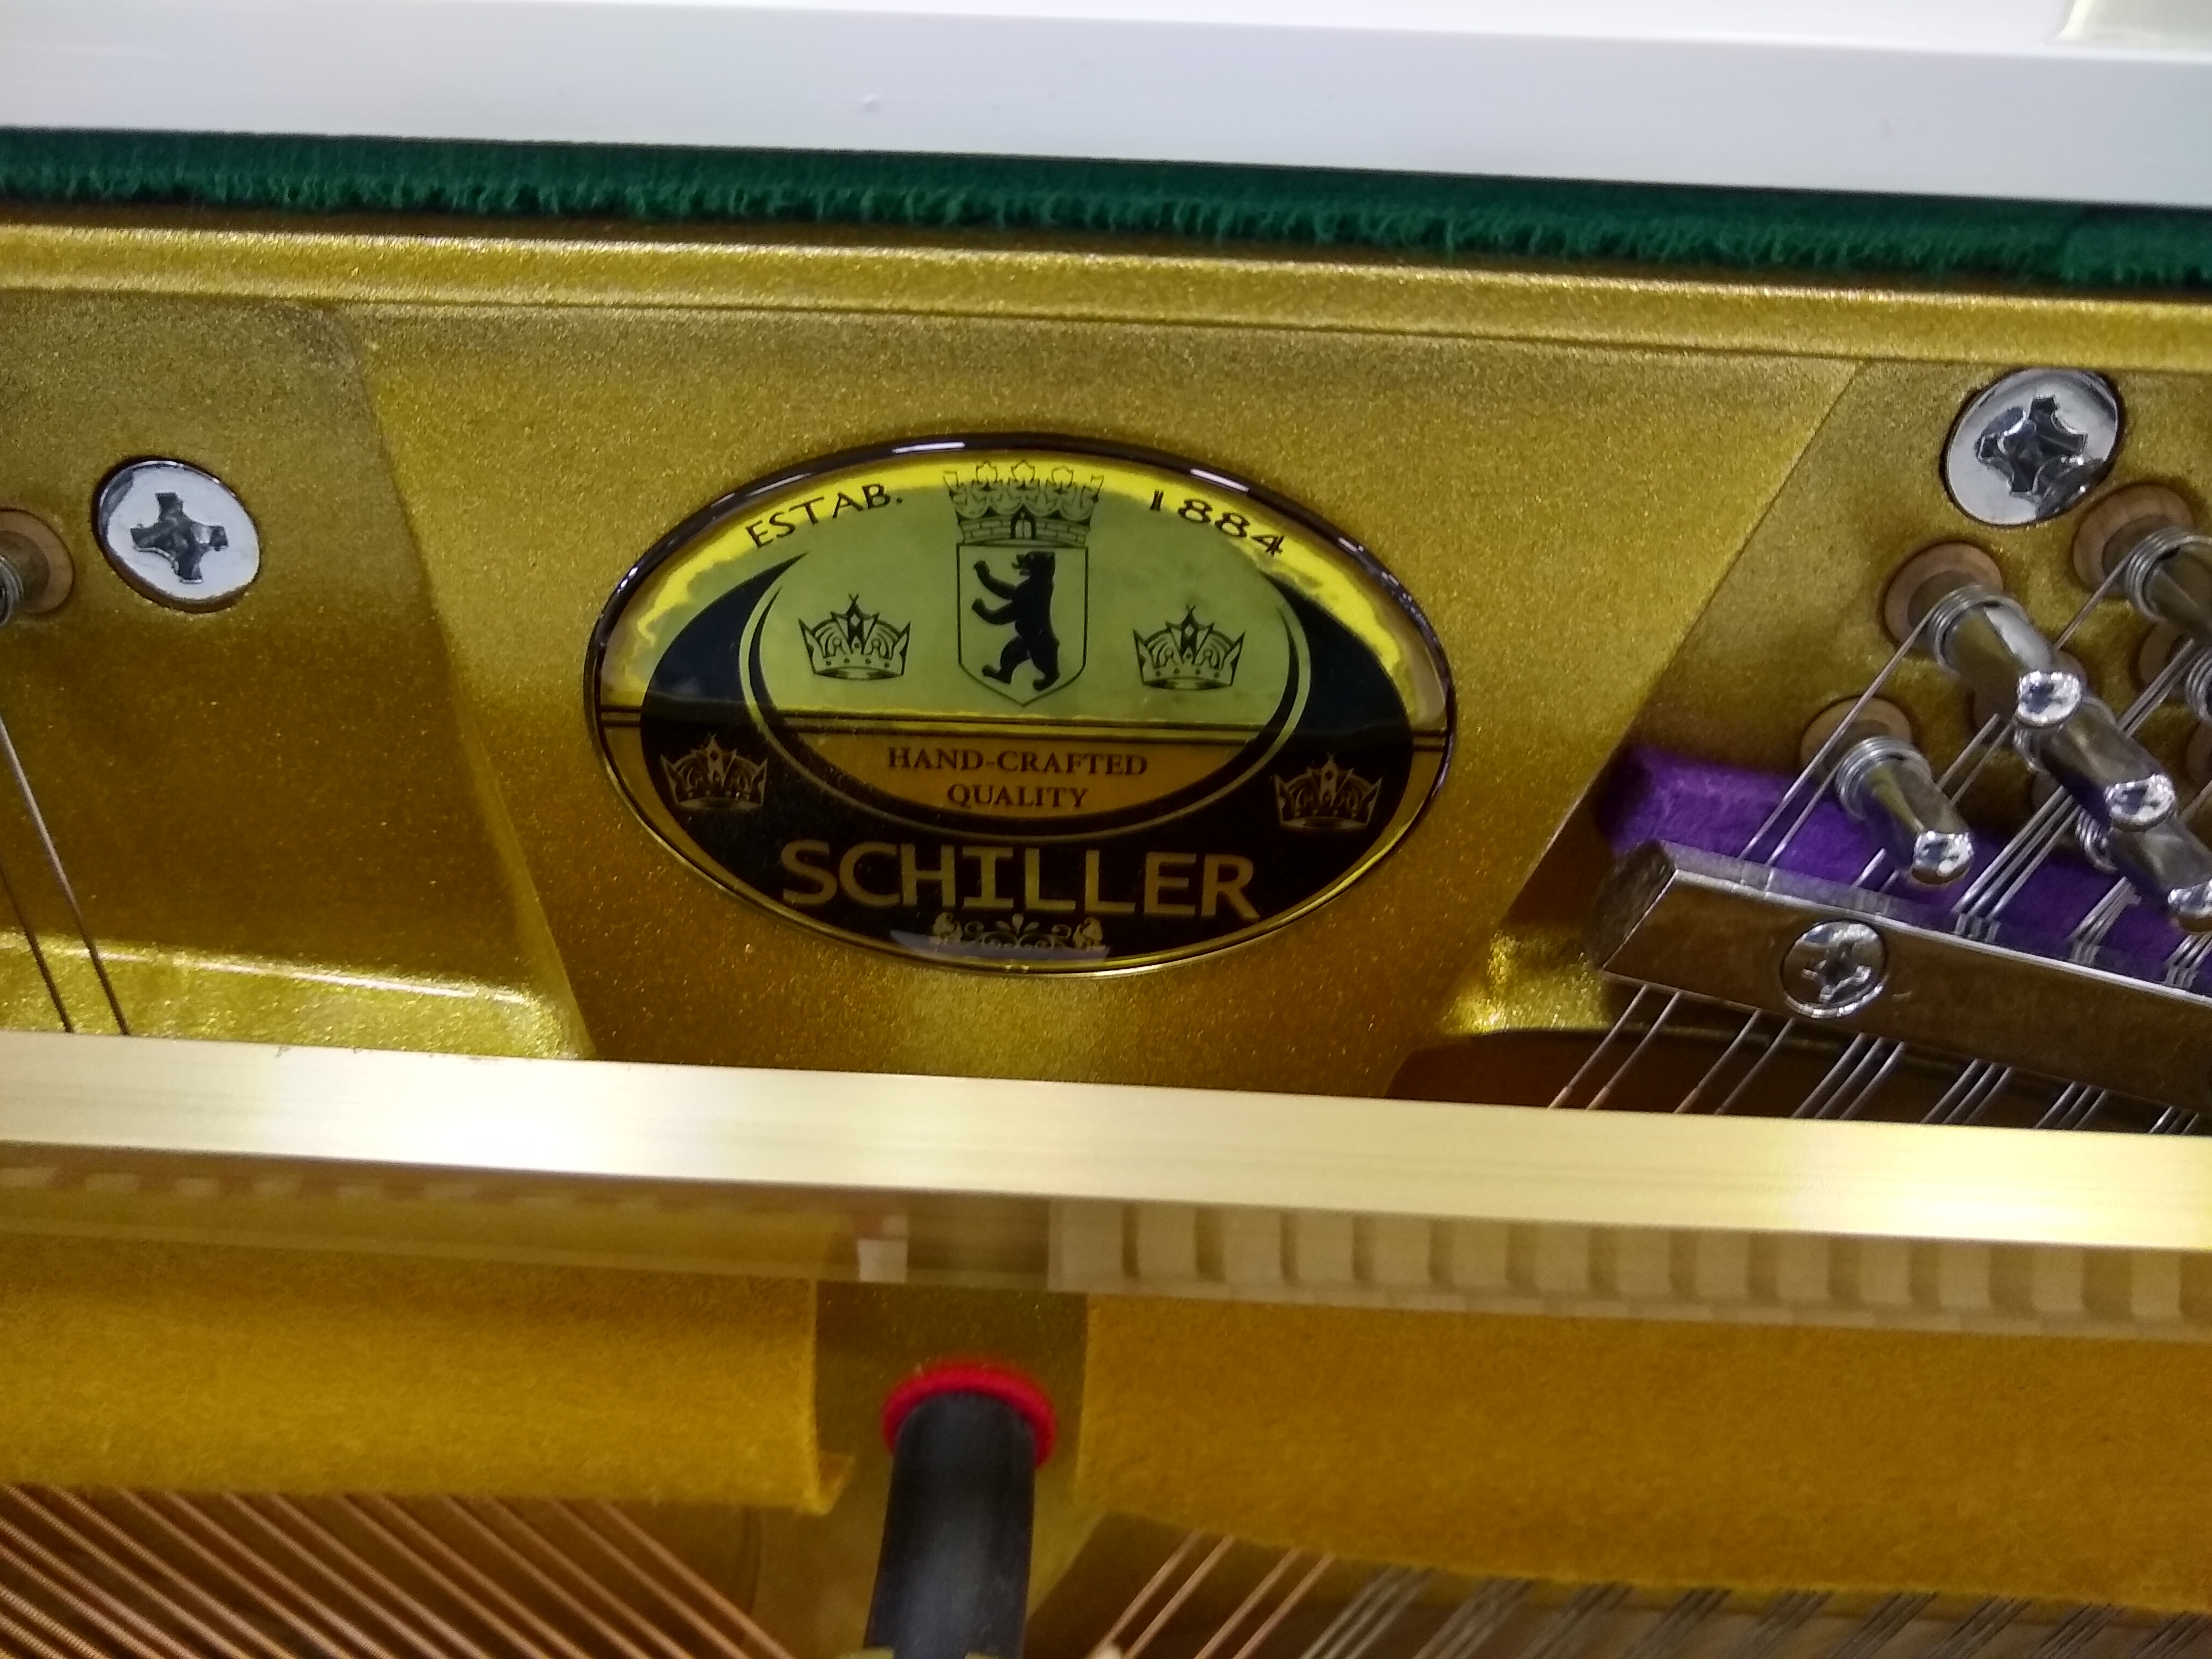 ESTAB. 1884
HAND-CRAFTED
QUALITY
SCHILLER